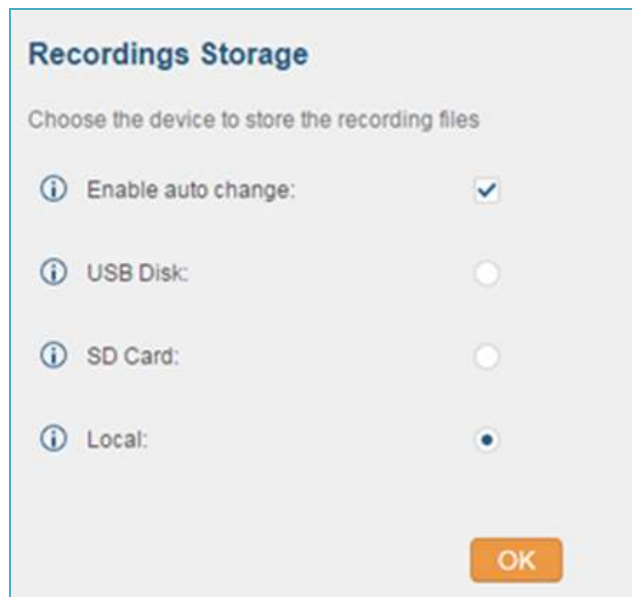 Recordings Storage
Choose the device to store the recording files
Enable auto change:
USB Disk:
SD Card:
Local:
OK